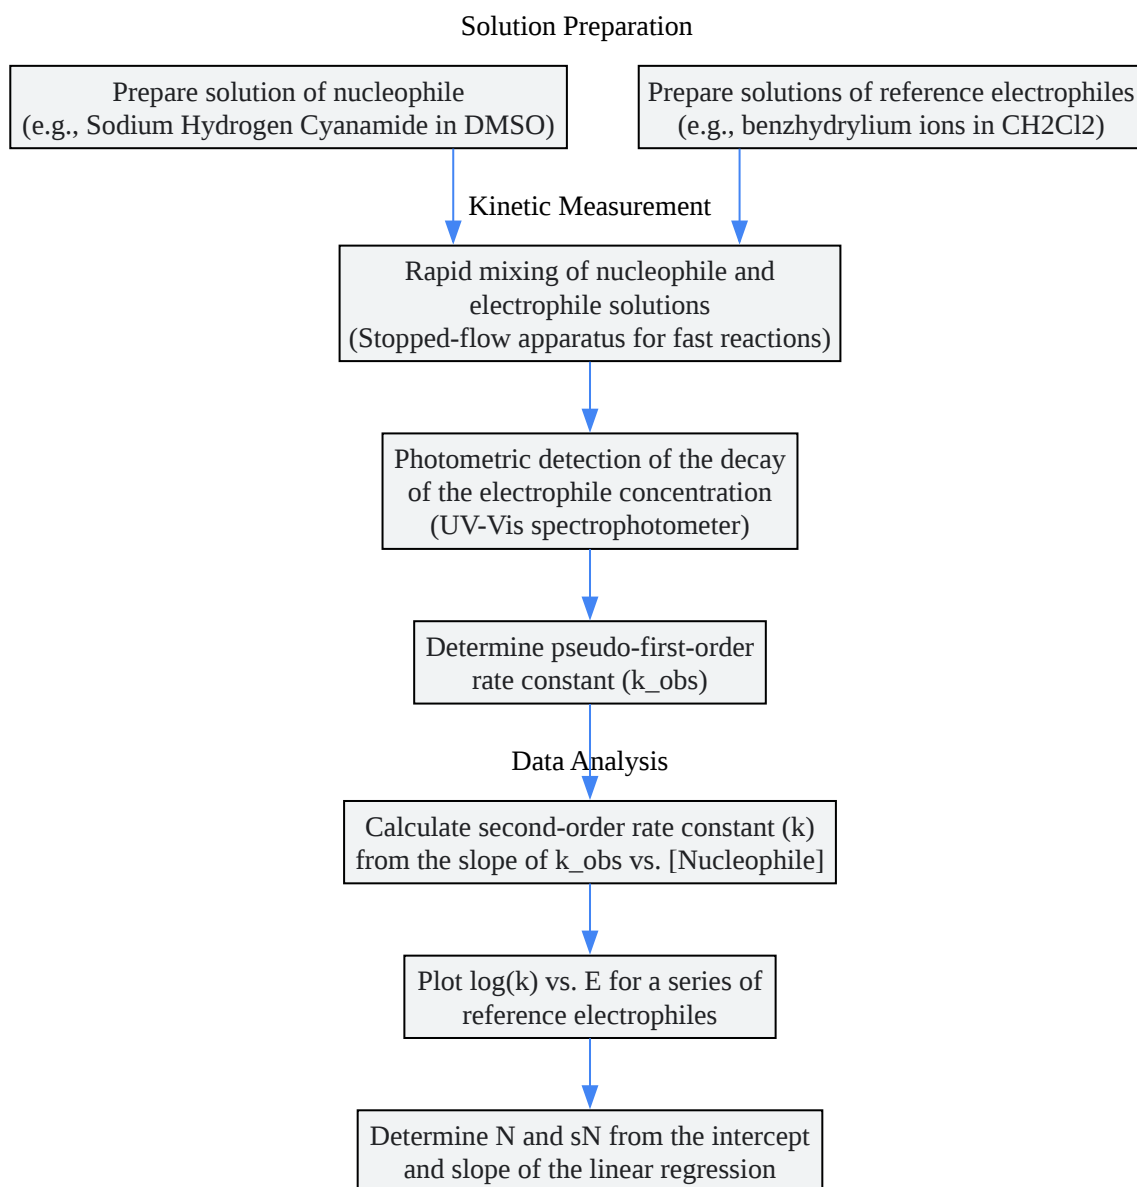 Solution Preparation
Prepare solution of nucleophile
(e.g., Sodium Hydrogen Cyanamide in DMSO)
Prepare solutions of reference electrophiles
(e.g., benzhydrylium ions in CH2Cl2)
Kinetic Measurement
Rapid mixing of nucleophile and
electrophile solutions
(Stopped-flow apparatus for fast reactions)
Photometric detection of the decay
of the electrophile concentration
(UV-Vis spectrophotometer)
Determine pseudo-first-order
rate constant (k_obs)
Data Analysis
Calculate second-order rate constant (k)
from the slope of k_obs vs. [Nucleophile]
Plot log(k) vs. E for a series of
reference electrophiles
Determine N and sN from the intercept
and slope of the linear regression